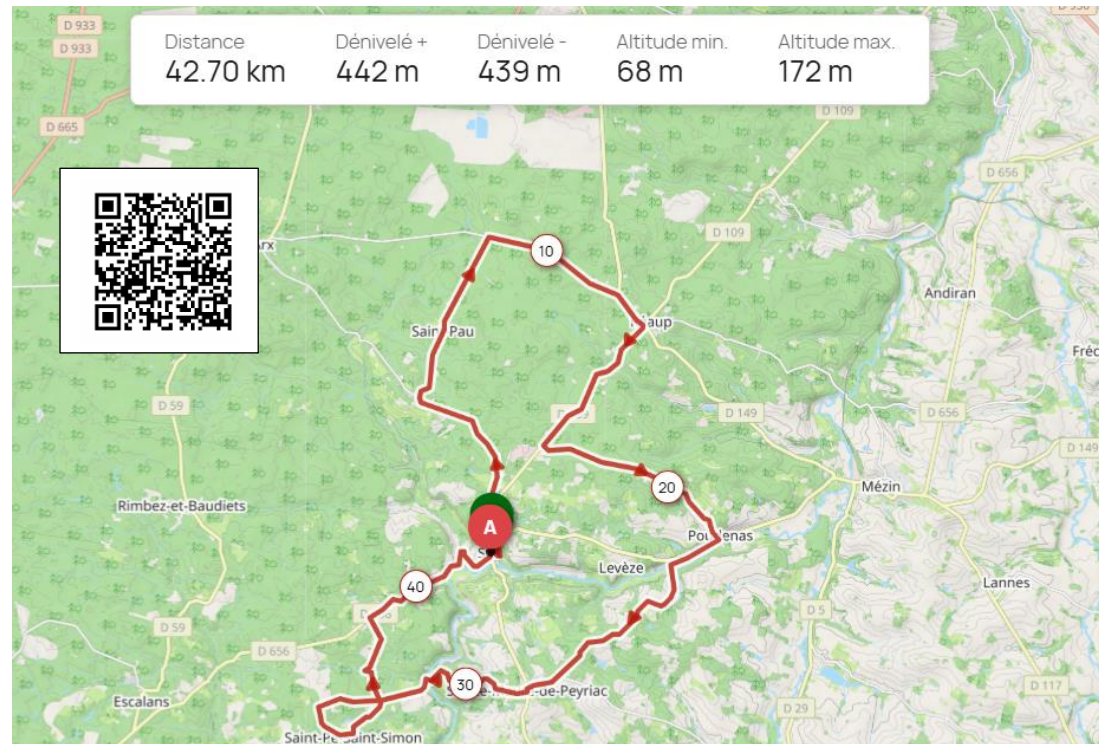 D 933
D 933
Distance
42.70 km
Dénivelé +
442 m
Dénivelé -
439 m
Altitude min.
68 m
Altitude max.
172 m
D 109
D 665
D 656
D 109
10
Andiran
D 59
D 149
D 656
D 149
20
Mézin
Rimbez-et-Baudiets
A
Levèze
40
Lannes
D 5
D 59
D 656
30
D 117
Escalans
D 29